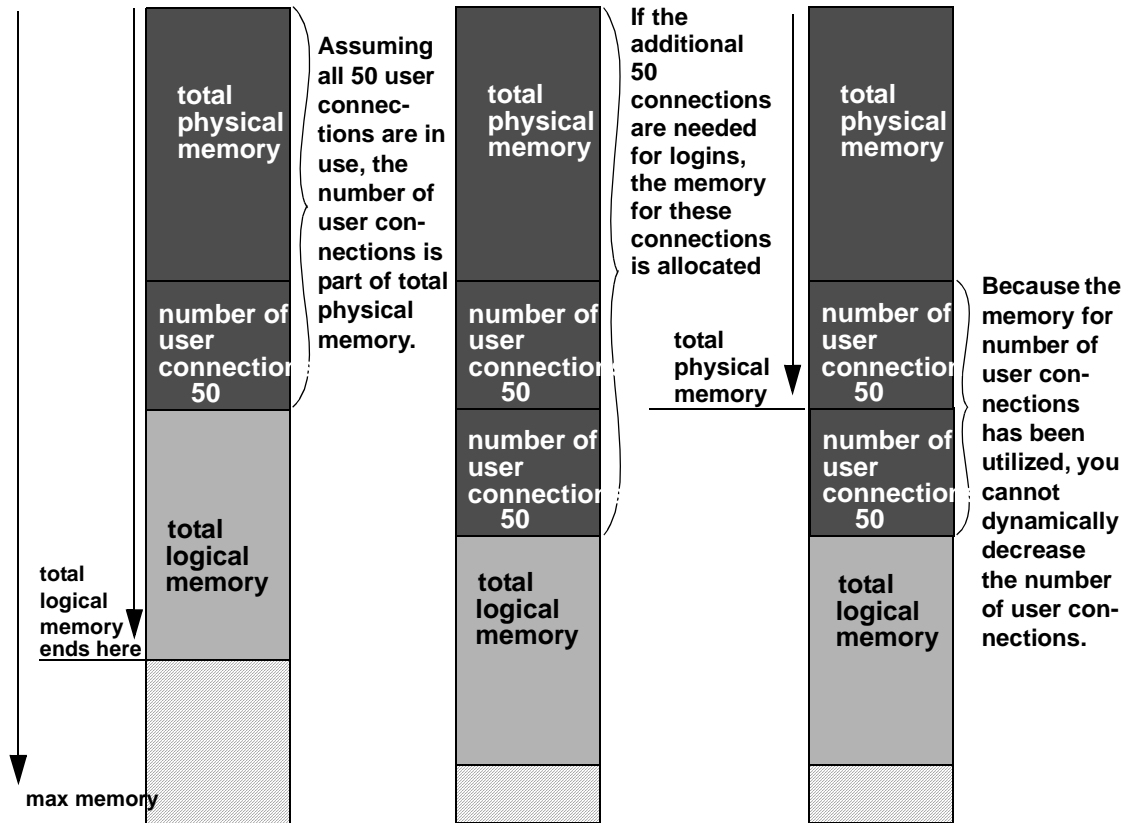 total
physical
memory
number of
user
connections
50
total
logical
memory
total
logical
memory
ends here
max memory
Assuming
all 50 user
connec-
tions are in
use, the
number of
user con-
nections is
part of total
physical
memory.
total
physical
memory
number of
user
connections
50
number of
user
connections
50
total
logical
memory
If the
additional
50
connections
are needed
for logins,
the memory
for these
connections
is allocated
total
physical
memory
total
physical
memory
number of
user
connections
50
number of
user
connections
50
total
logical
memory
Because the
memory for
number of
user con-
nections
has been
utilized, you
cannot
dynamically
decrease
the number
of user con-
nections.